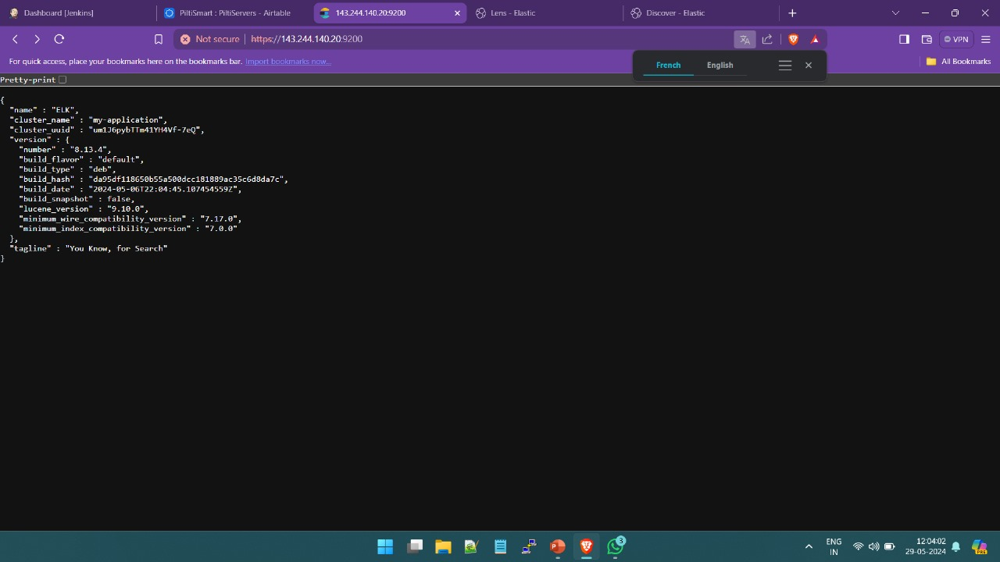 Dashboard [Jenkins]
PiltiSmart : PiltiServers - Airtable
143.244.140.20:9200
Lens - Elastic
Discover - Elastic
Not secure
https://143.244.140.20:9200
VPN
For quick access, place your bookmarks here on the bookmarks bar. Import bookmarks now...
All Bookmarks
French
English
Pretty-print
{
"name" : "ELK",
"cluster_name" : "my-application",
"cluster_uuid" : "um1J6pybTTm41YH4Vf-7eQ",
"version" : {
"number" : "8.13.4",
"build_flavor" : "default",
"build_type" : "deb",
"build_hash" : "da95df118650b55a500dcc181889ac35c6d8da7c",
"build_date" : "2024-05-06T22:04:45.107454559Z",
"build_snapshot" : false,
"lucene_version" : "9.10.0",
"minimum_wire_compatibility_version" : "7.17.0",
"minimum_index_compatibility_version" : "7.0.0"
},
"tagline" : "You Know, for Search"
}
3
ENG
IN
12:04:02
29-05-2024
PRE